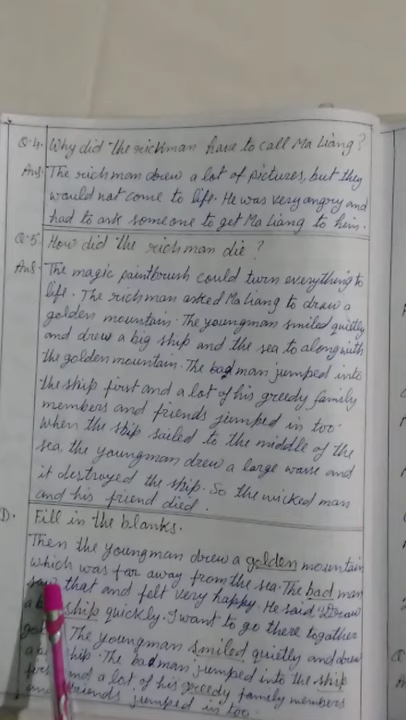 Q.4. Why did the richman have to call Ma Liang?
Ans. The richman drew a lot of pictures, but they
would not come to life. He was very angry and
had to ask someone to get Ma Liang to him.
Q.5. How did the richman die?
Ans. The magic paintbrush could turn everything to
life. The richman asked Ma Liang to draw a
golden mountain. The youngman smiled quietly
and drew a big ship and the sea to along with
the golden mountain. The bad man jumped into
the ship first and a lot of his greedy family
members and friends jumped in too.
When the ship sailed to the middle of the
sea, the youngman drew a large wave and
it destroyed the ship. So the wicked man
and his friend died.
D. Fill in the blanks.
Then the youngman drew a golden mountain
which was far away from the sea. The bad man
that and felt very happy. He said "Draw
ship quickly. I want to go there together
The youngman smiled quietly and drew
ship. The bad man jumped into the ship
and a lot of his greedy family members
friends jumped in too.